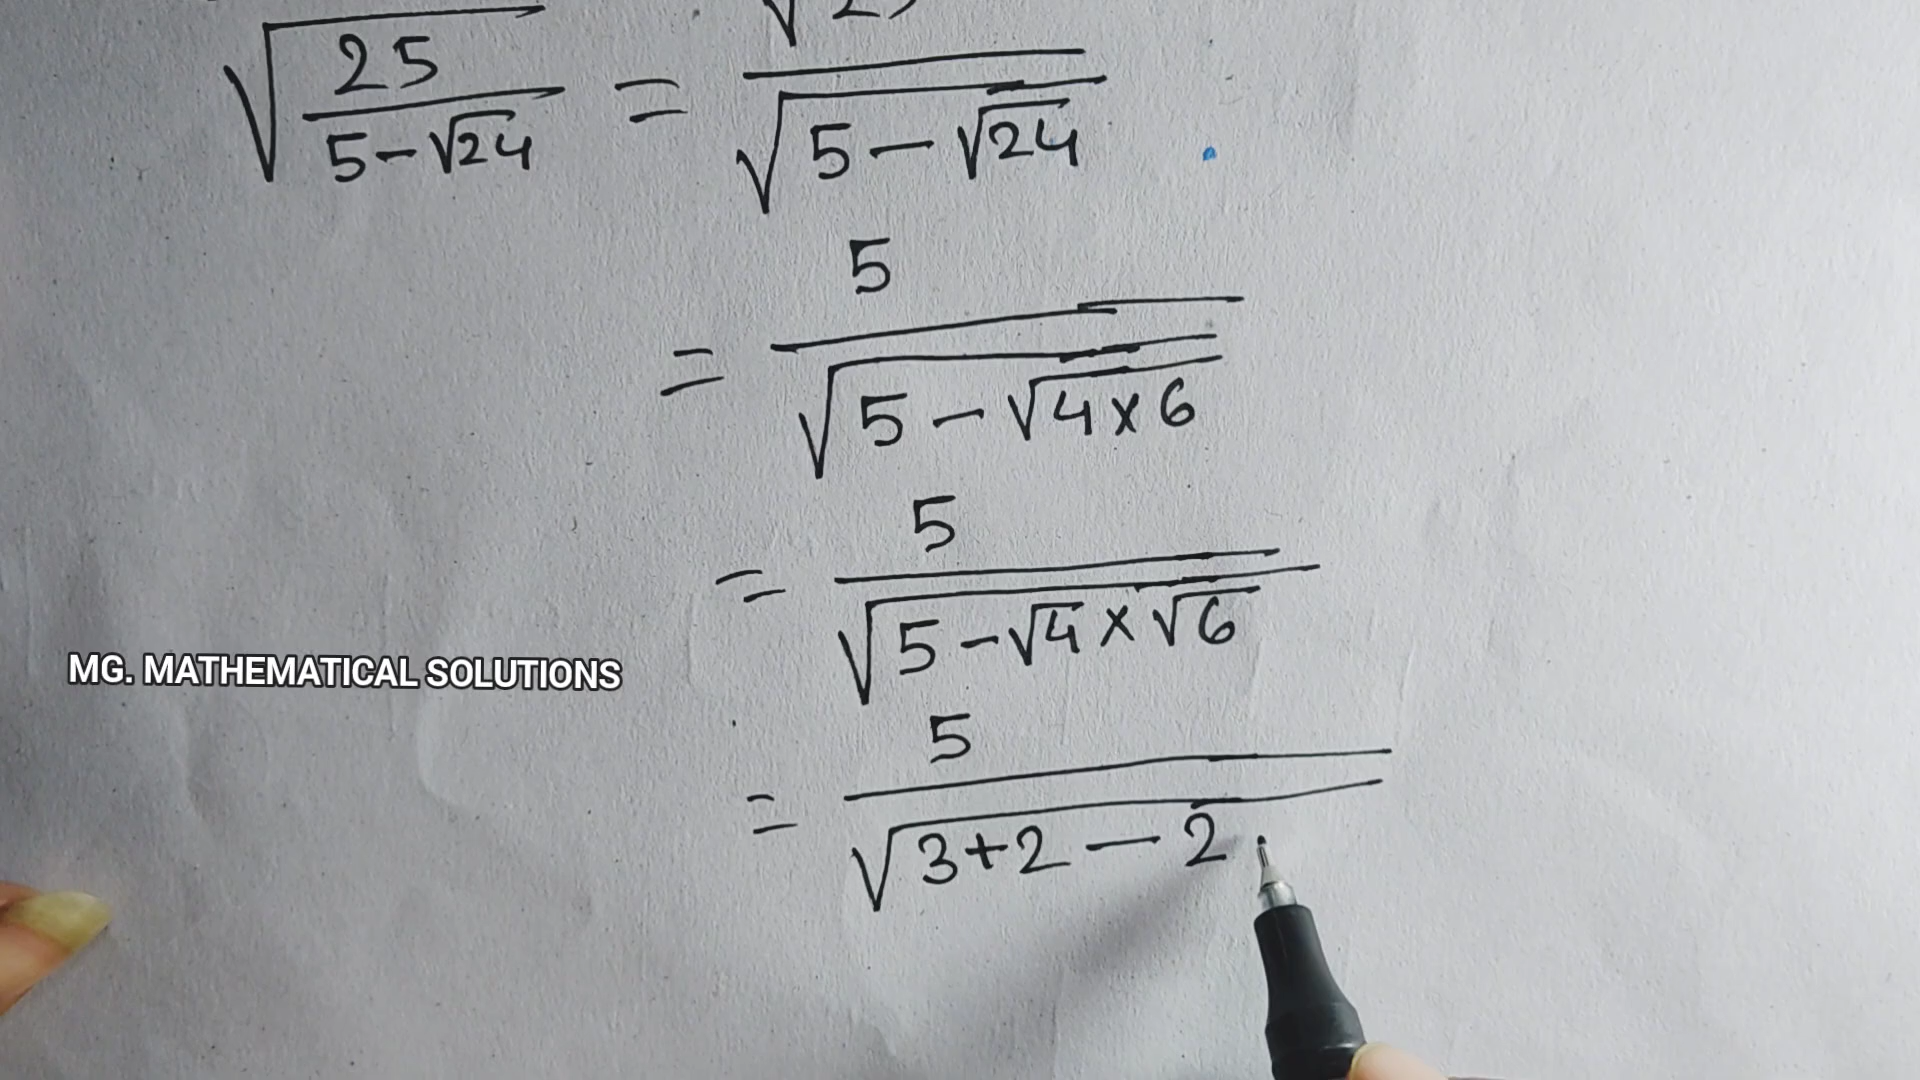 √(25/(5-√24)) = √25/√(5-√24)
= 5/√(5-√(4×6))
= 5/√(5-√4×√6)
MG. MATHEMATICAL SOLUTIONS
= 5/√(3+2-2